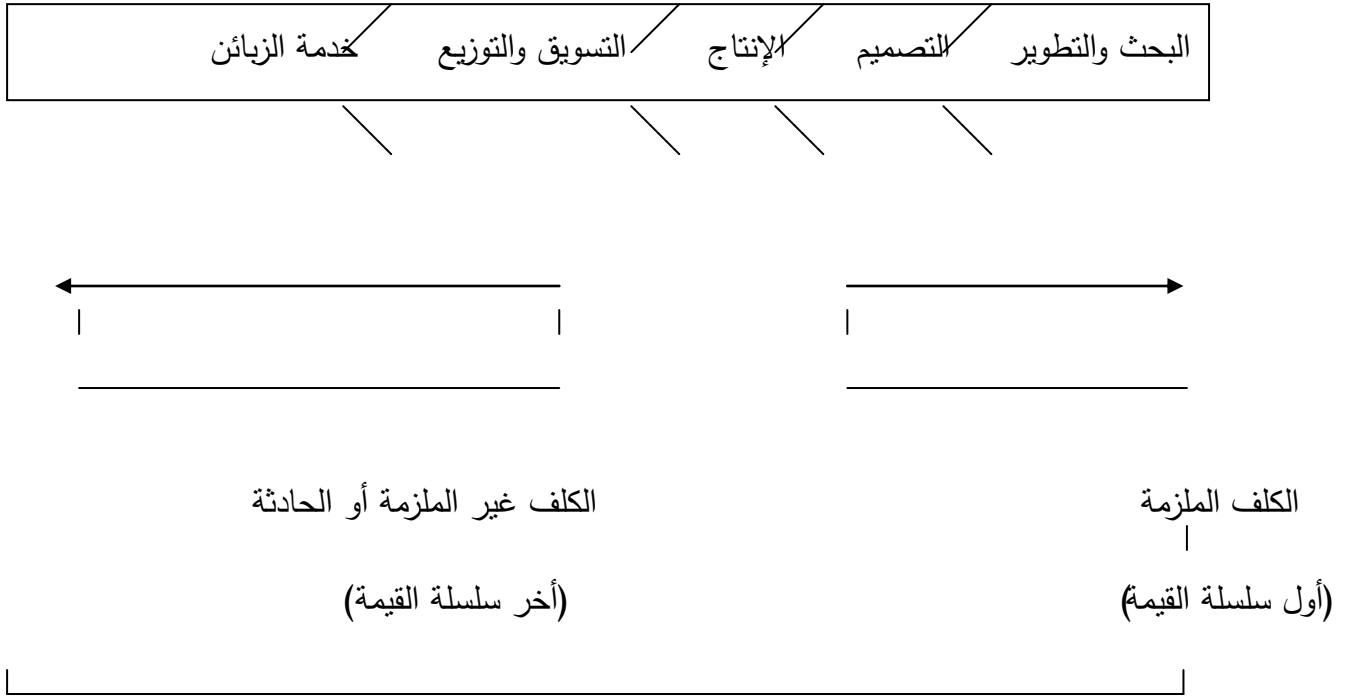 البحث والتطوير التصميم الإنتاج التسويق والتوزيع خدمة الزبائن
الكلف الملزمة الكلف غير الملزمة أو الحادثة
(أول سلسلة القيمة) (أخر سلسلة القيمة)